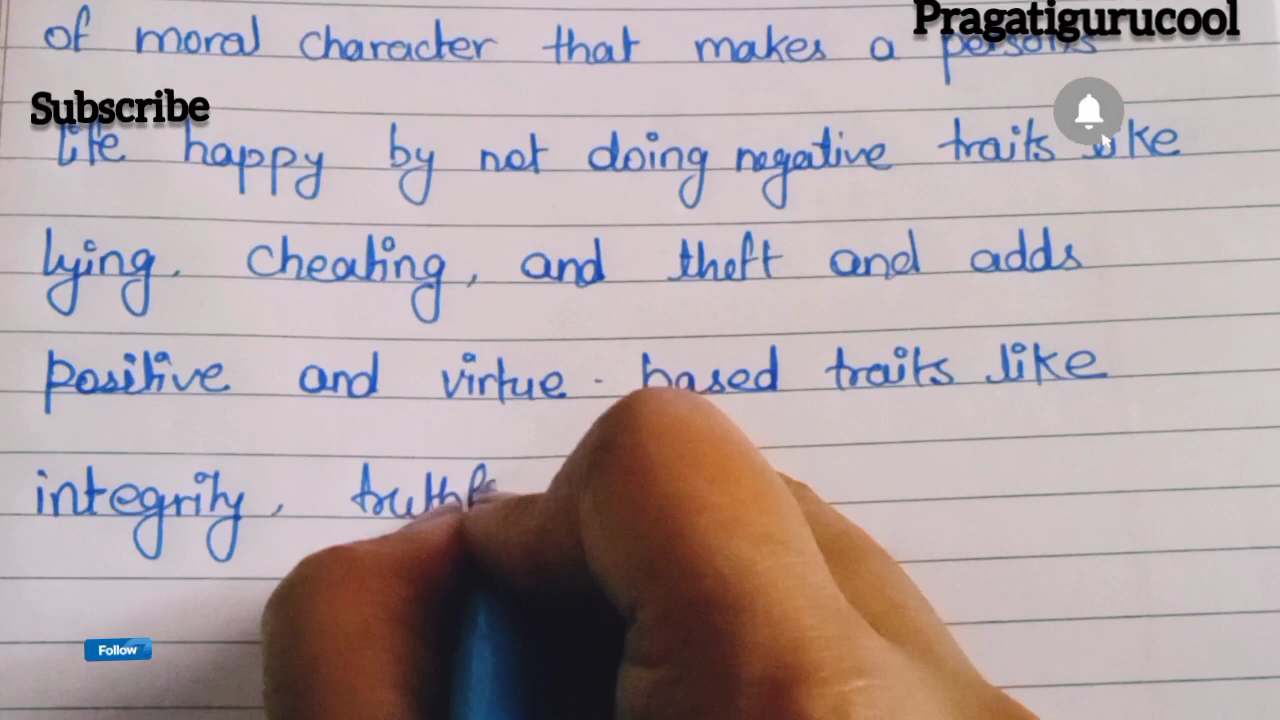 Pragatigurucool
of moral character that makes a persons
Subscribe
life happy by not doing negative traits like
lying, cheating, and theft and adds
positive and virtue - based traits like
integrity,
Follow